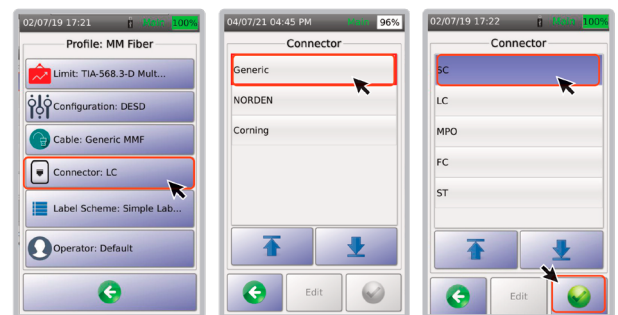 02/07/19 17:21 Main 100%
Profile: MM Fiber
Limit: TIA-568.3-D Mult...
Configuration: DESD
Cable: Generic MMF
Connector: LC
Label Scheme: Simple Lab...
Operator: Default
04/07/21 04:45 PM Main 96%
Connector
Generic
NORDEN
Corning
Edit
02/07/19 17:22 Main 100%
Connector
SC
LC
MPO
FC
ST
Edit